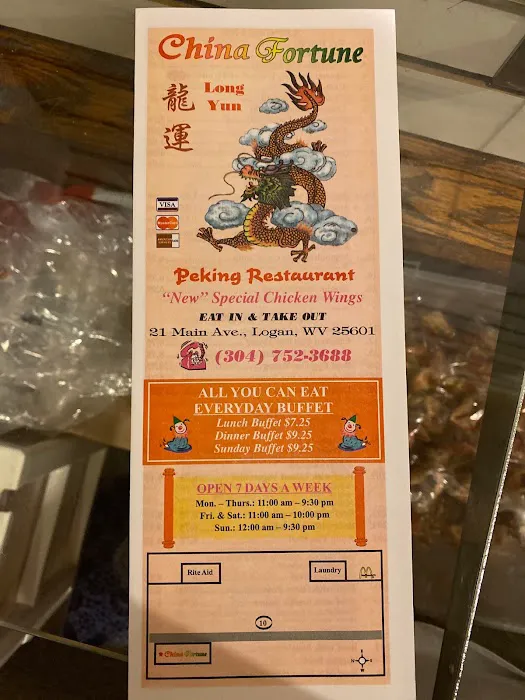 China Fortune
龍
運
Long
Yun
VISA
MasterCard
Peking Restaurant
"New" Special Chicken Wings
EAT IN & TAKE OUT
21 Main Ave., Logan, WV 25601
(304) 752-3688
ALL YOU CAN EAT
EVERYDAY BUFFET
Lunch Buffet $7.25
Dinner Buffet $9.25
Sunday Buffet $9.25
OPEN 7 DAYS A WEEK
Mon. – Thurs.: 11:00 am – 9:30 pm
Fri. & Sat.: 11:00 am – 10:00 pm
Sun.: 12:00 am – 9:30 pm
Rite Aid
Laundry
10
China Fortune
N
E
S
W